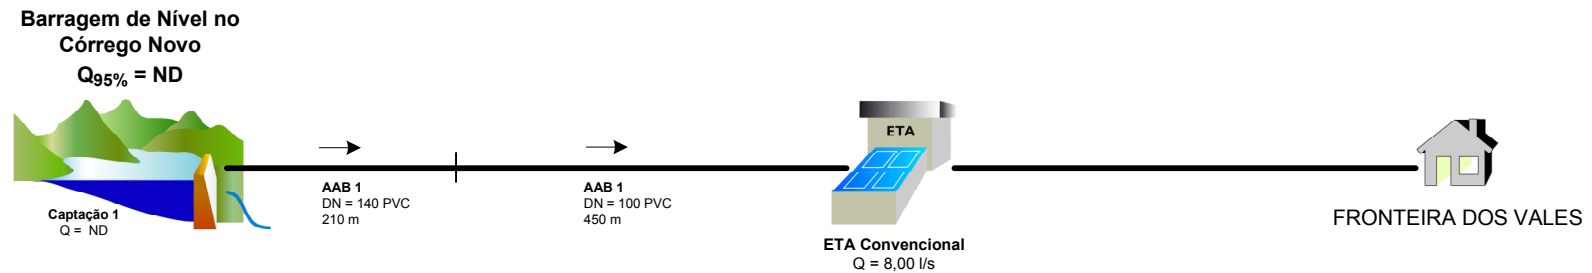 Barragem de Nível no
Córrego Novo
Q95% = ND
ETA
AAB 1
DN = 140 PVC
210 m
AAB 1
DN = 100 PVC
450 m
Captação 1
Q = ND
FRONTEIRA DOS VALES
ETA Convencional
Q = 8,00 l/s